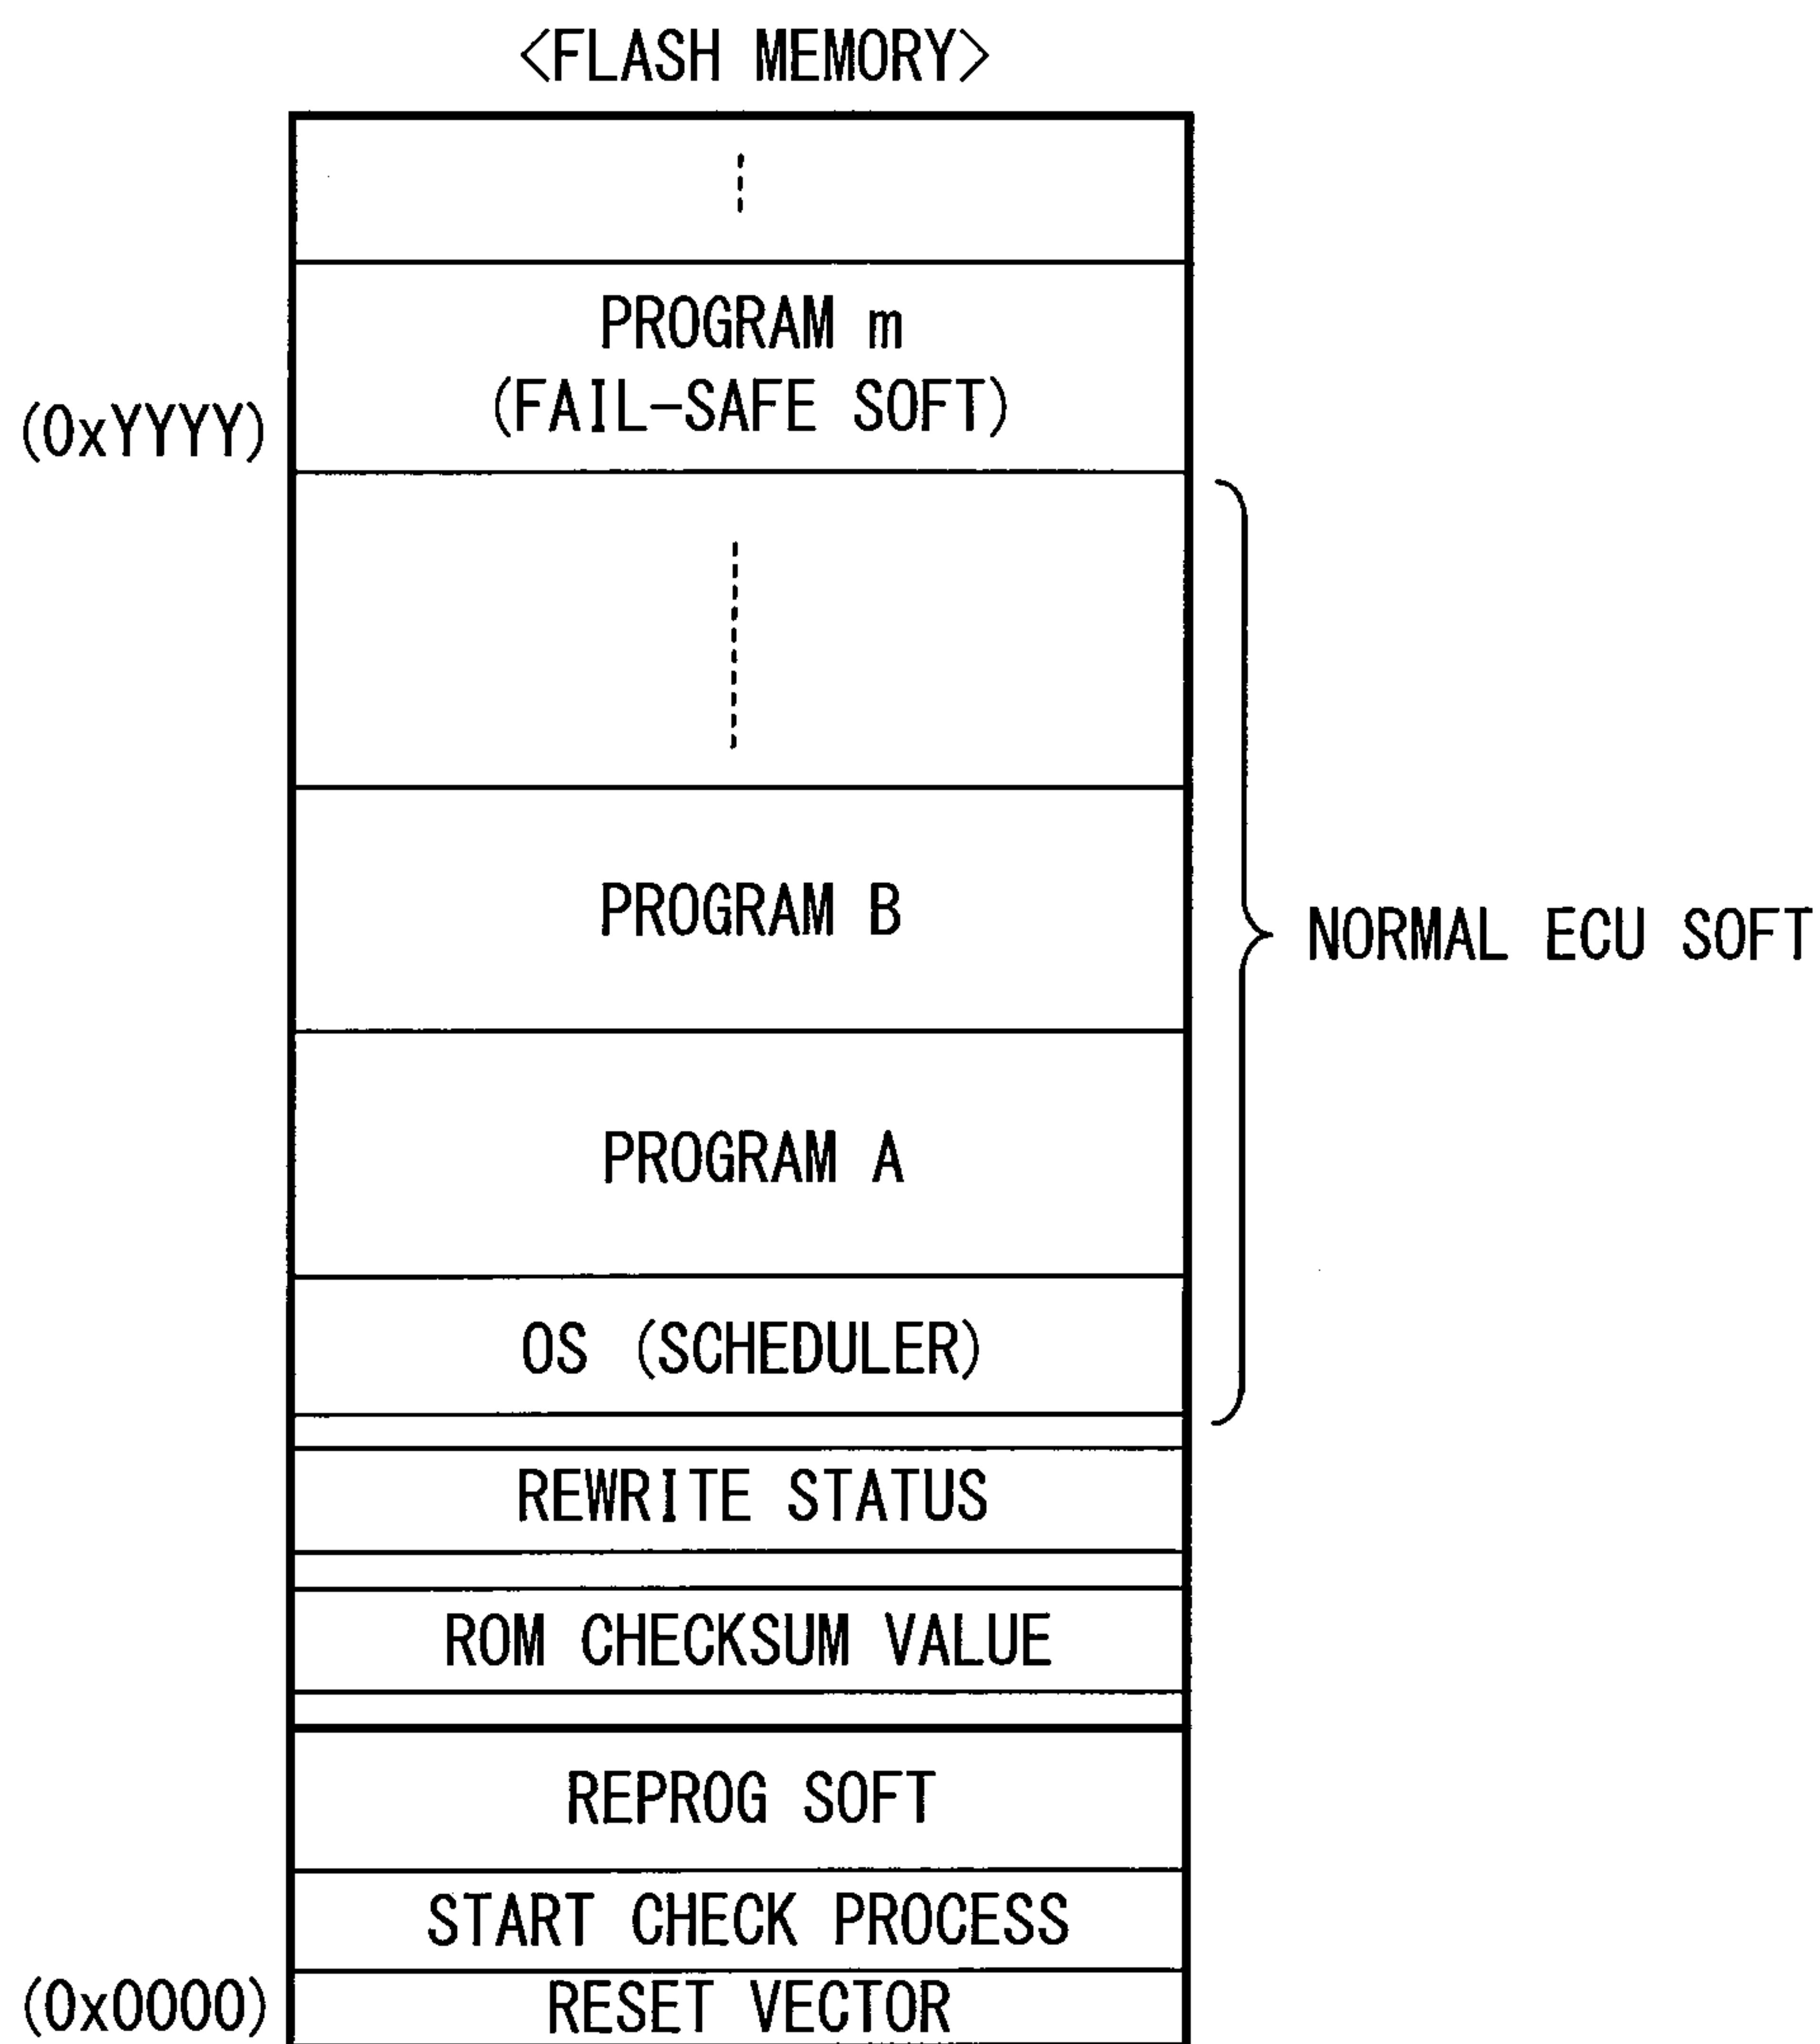 <FLASH MEMORY>
PROGRAM m
(FAIL-SAFE SOFT)
(0xYYYY)
PROGRAM B
NORMAL ECU SOFT
PROGRAM A
OS (SCHEDULER)
REWRITE STATUS
ROM CHECKSUM VALUE
REPROG SOFT
START CHECK PROCESS
(0x0000)
RESET VECTOR